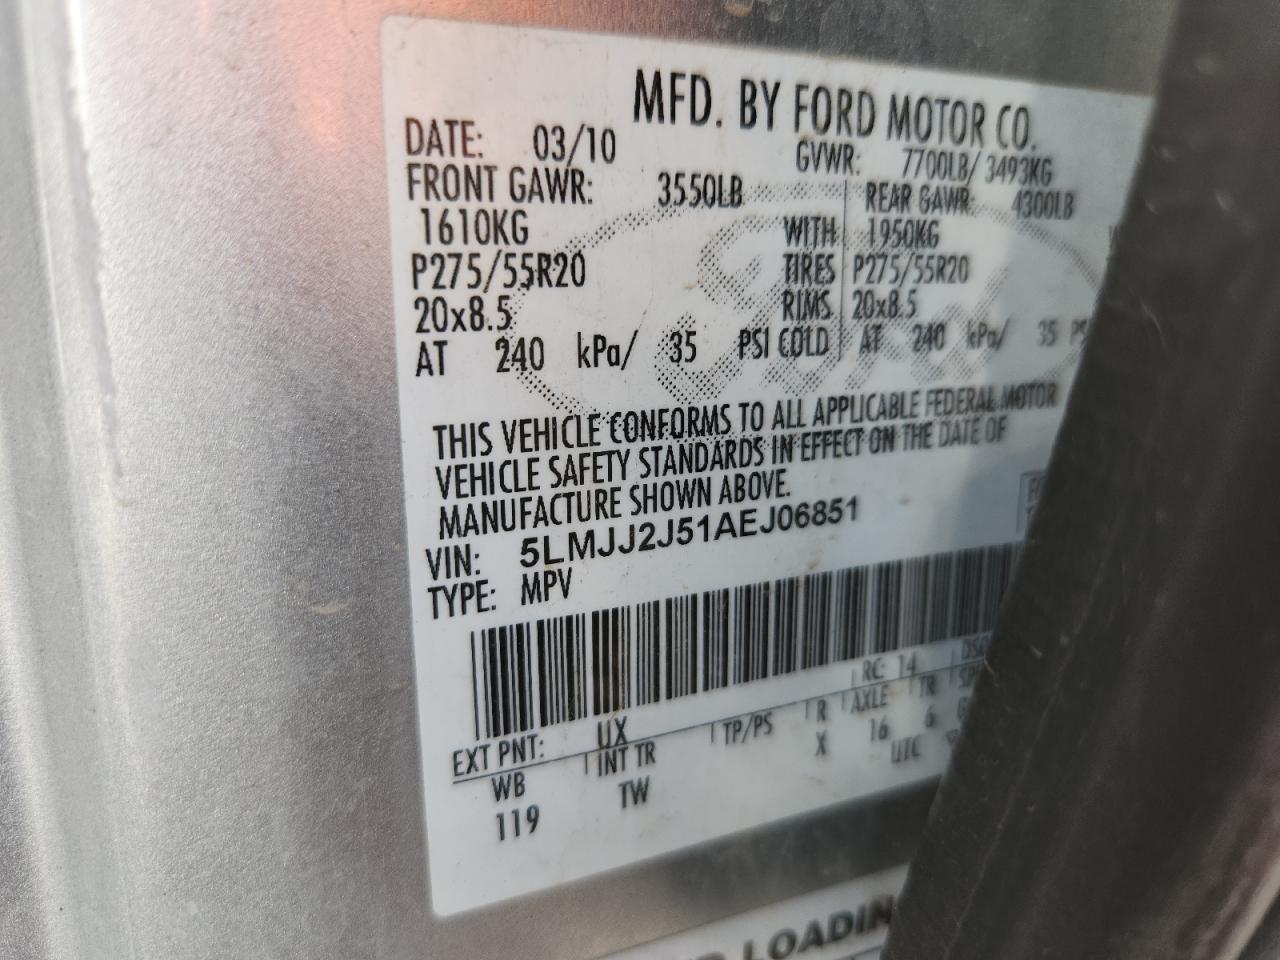 MFD. BY FORD MOTOR CO.
DATE: 03/10 GVWR: 7700LB/ 3493KG
FRONT GAWR: 3550LB REAR GAWR: 4300LB
1610KG WITH 1950KG
P275/55R20 TIRES P275/55R20
20x8.5 RIMS 20x8.5
AT 240 kPa/ 35 PSI COLD AT 240 kPa/ 35 PS
THIS VEHICLE CONFORMS TO ALL APPLICABLE FEDERAL MOTOR
VEHICLE SAFETY STANDARDS IN EFFECT ON THE DATE OF
MANUFACTURE SHOWN ABOVE.
VIN: 5LMJJ2J51AEJ06851
TYPE: MPV
EXT PNT: UX RC: 14
WB INT TR TP/PS R AXLE TR
119 TW X 16 6
UTC
LOADIN